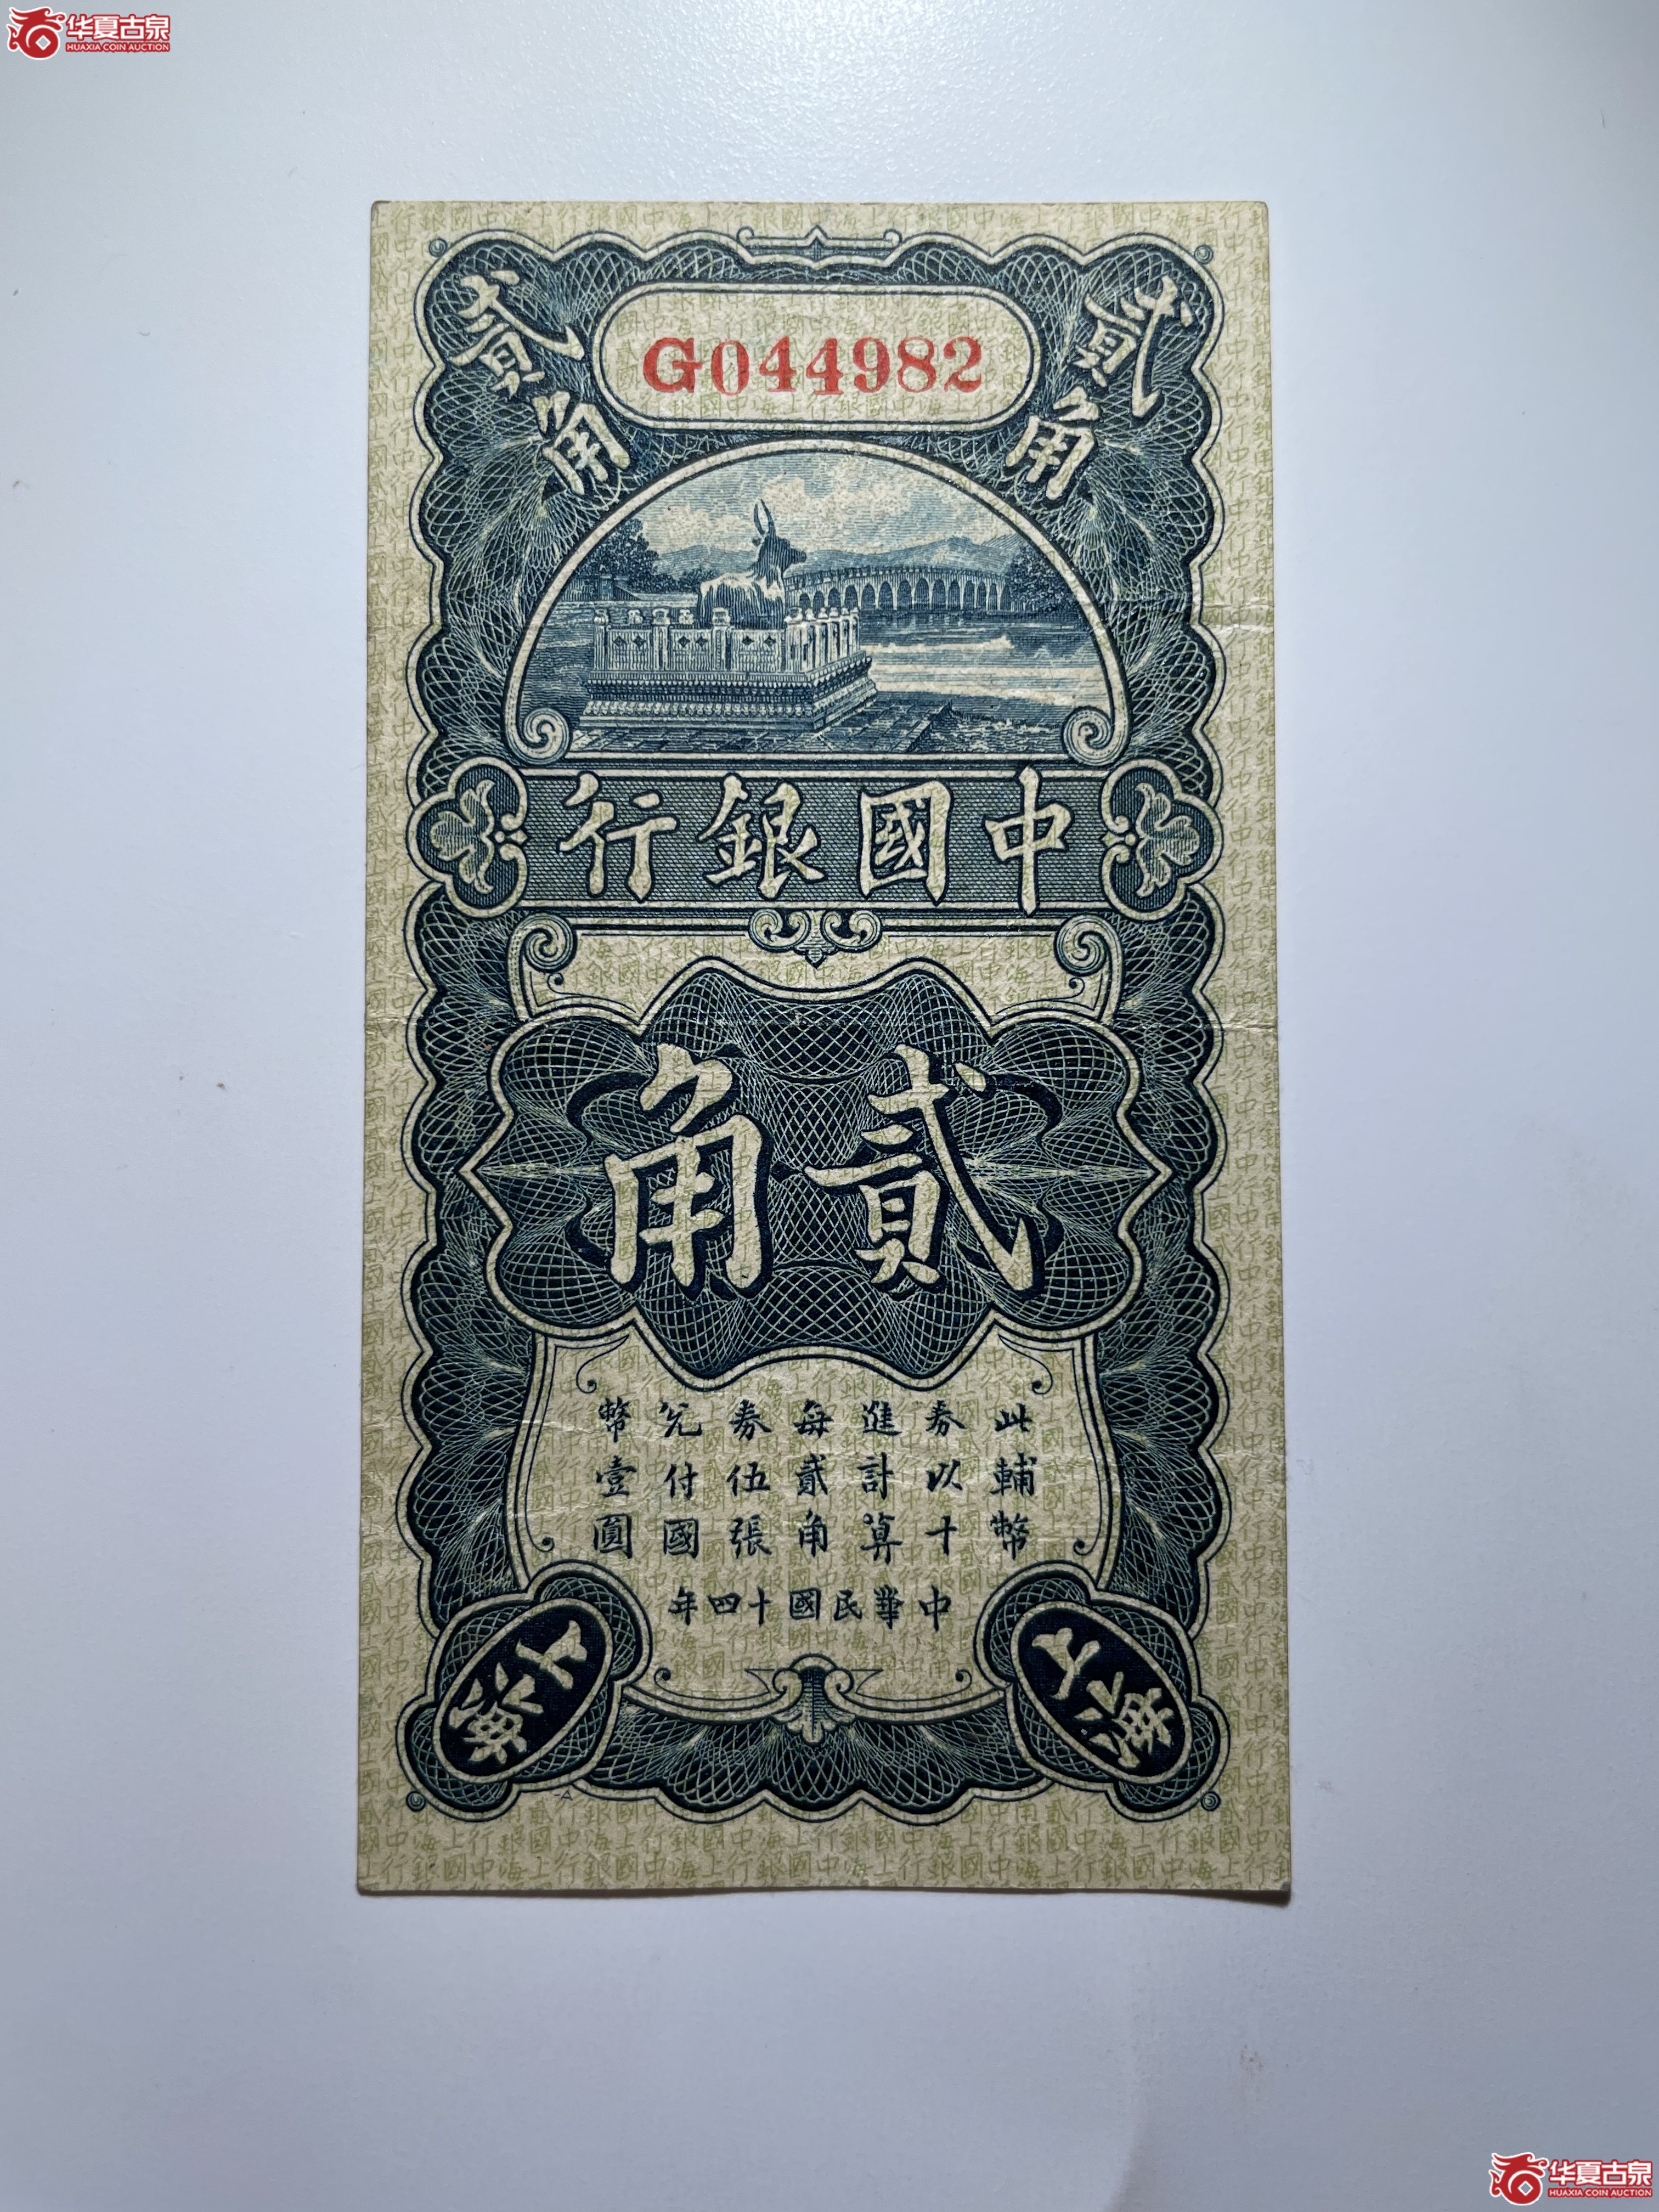 华夏古泉
HUAXIA COIN AUCTION
貳角
貳角
G044982
中國銀行
貳角
此輔幣
券以十
進計算
每貳角
券伍張
兌付國
幣壹圓
中華民國十四年
上海
上海
华夏古泉
HUAXIA COIN AUCTION